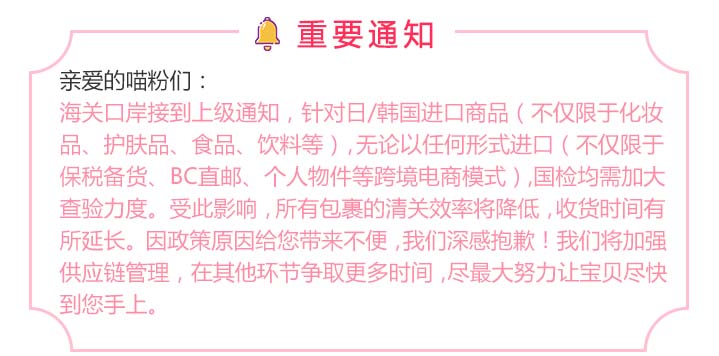 重要通知
亲爱的喵粉们：
海关口岸接到上级通知，针对日/韩国进口商品（不仅限于化妆
品、护肤品、食品、饮料等）,无论以任何形式进口（不仅限于
保税备货、BC直邮、个人物件等跨境电商模式）,国检均需加大
查验力度。受此影响，所有包裹的清关效率将降低，收货时间有
所延长。因政策原因给您带来不便，我们深感抱歉！我们将加强
供应链管理，在其他环节争取更多时间，尽最大努力让宝贝尽快
到您手上。